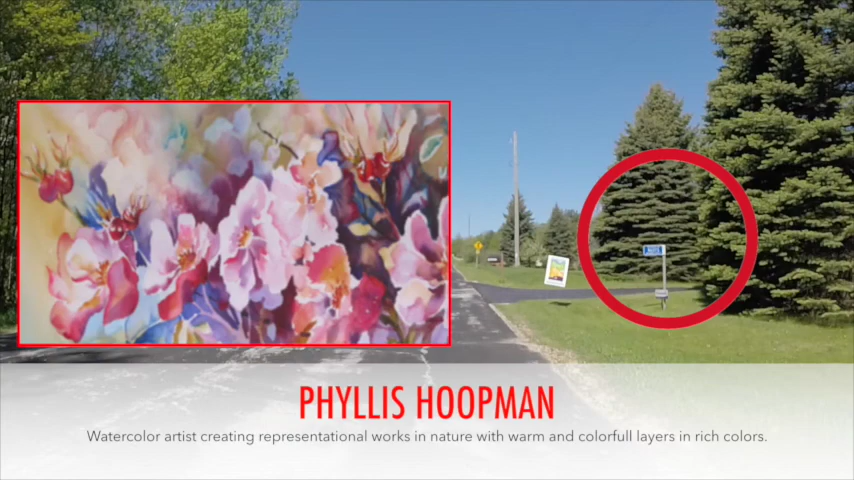 PHYLLIS HOOPMAN
Watercolor artist creating representational works in nature with warm and colorfull layers in rich colors.